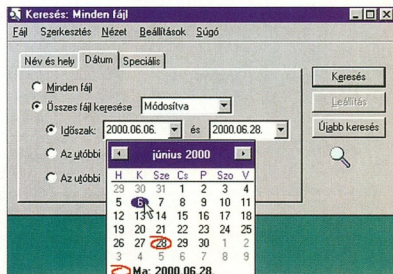 Keresés: Minden fájl
Fájl Szerkesztés Nézet Beállítások Súgó
Név és hely Dátum Speciális
Minden fájl
Összes fájl keresése Módosítva
Időszak: 2000.06.06. és 2000.06.28.
Az utóbbi
Az utóbbi
Keresés
Leállítás
Újabb keresés
június 2000
H K Sze Cs P Szo V
29 30 31 1 2 3 4
5 6 7 8 9 10 11
12 13 14 15 16 17 18
19 20 21 22 23 24 25
26 27 28 29 30 1 2
3 4 5 6 7 8 9
Ma: 2000.06.28.